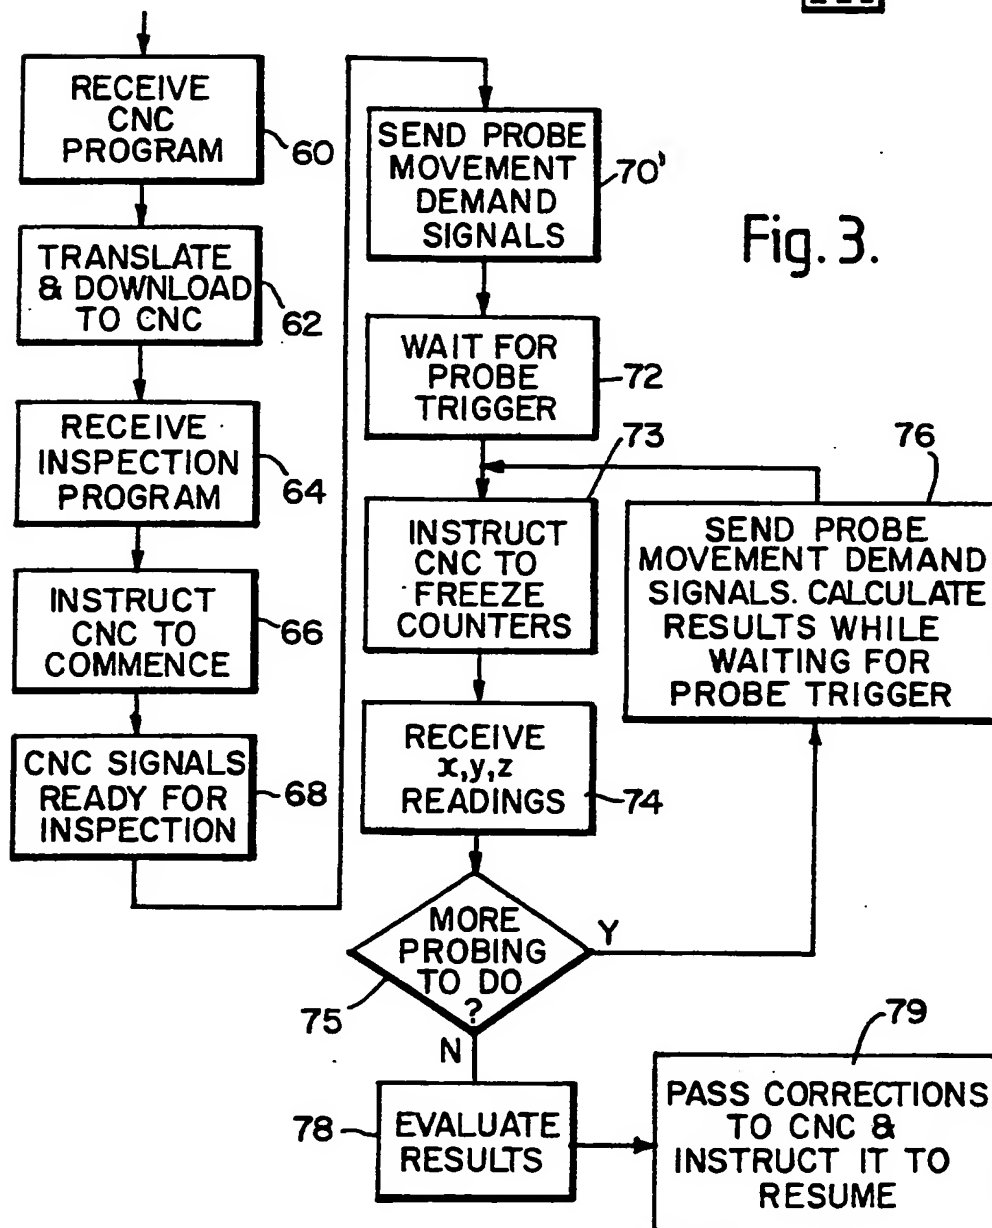 RECEIVE
CNC
PROGRAM
60
TRANSLATE
& DOWNLOAD
TO CNC
62
RECEIVE
INSPECTION
PROGRAM
64
INSTRUCT
CNC TO
COMMENCE
66
CNC SIGNALS
READY FOR
INSPECTION
68
SEND PROBE
MOVEMENT
DEMAND
SIGNALS
70'
Fig. 3.
WAIT FOR
PROBE
TRIGGER
72
73
INSTRUCT
CNC TO
FREEZE
COUNTERS
76
SEND PROBE
MOVEMENT DEMAND
SIGNALS. CALCULATE
RESULTS WHILE
WAITING FOR
PROBE TRIGGER
RECEIVE
x,y,z
READINGS
74
MORE
PROBING
TO DO
?
75
Y
N
78
EVALUATE
RESULTS
79
PASS CORRECTIONS
TO CNC &
INSTRUCT IT TO
RESUME